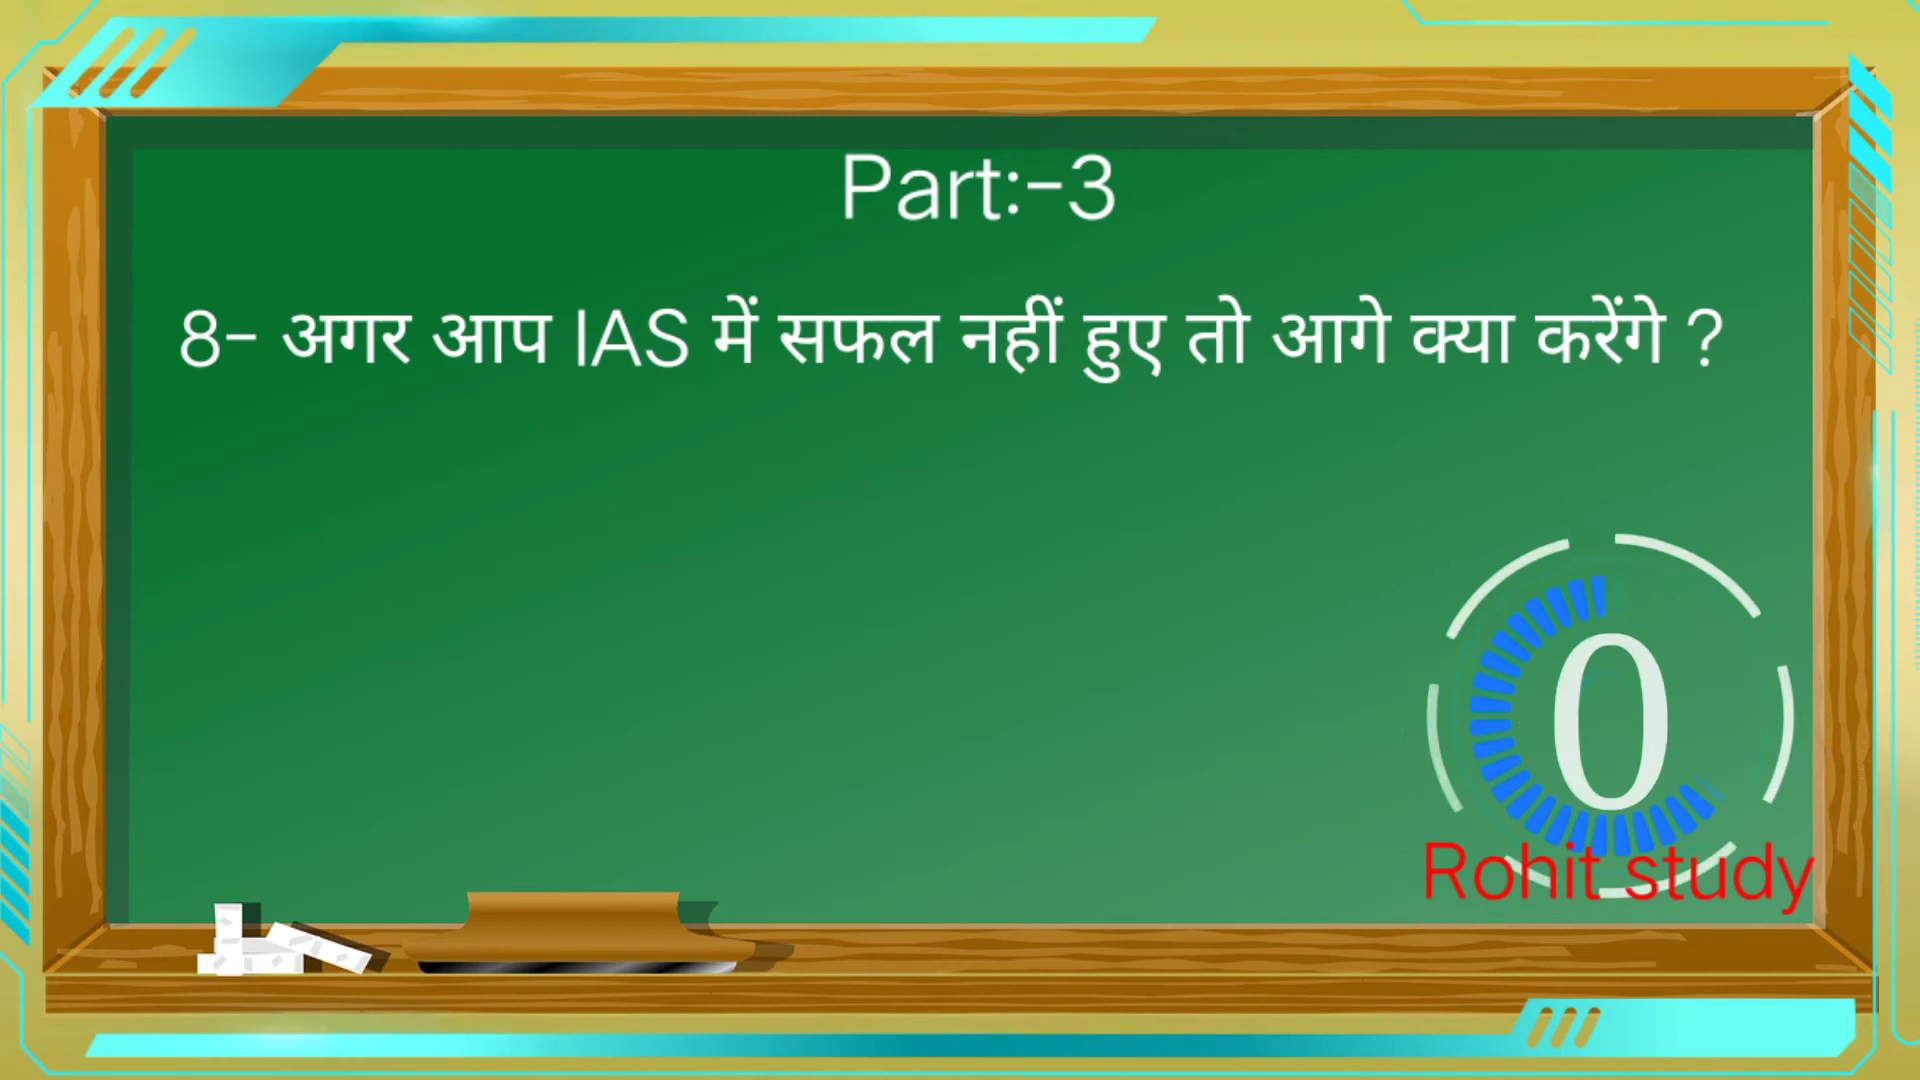 Part:-3
8- अगर आप IAS में सफल नहीं हुए तो आगे क्या करेंगे ?
0
Rohit study